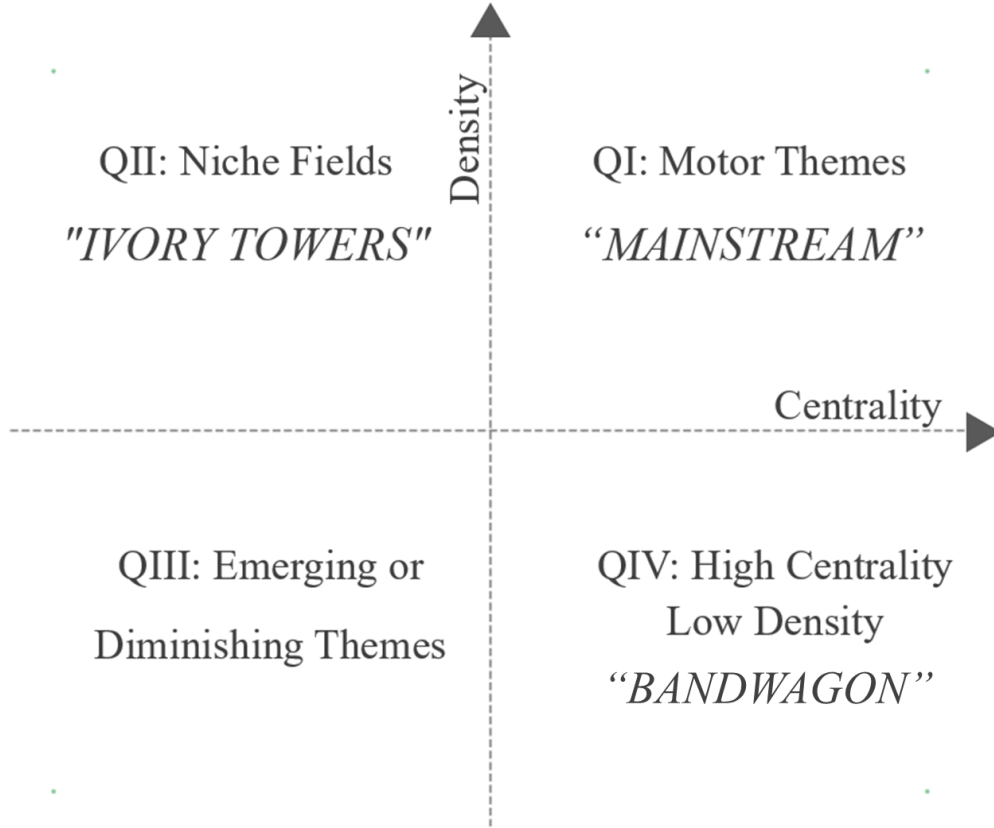 Density
QII: Niche Fields
"IVORY TOWERS"
QI: Motor Themes
“MAINSTREAM”
Centrality
QIII: Emerging or
Diminishing Themes
QIV: High Centrality
Low Density
“BANDWAGON”